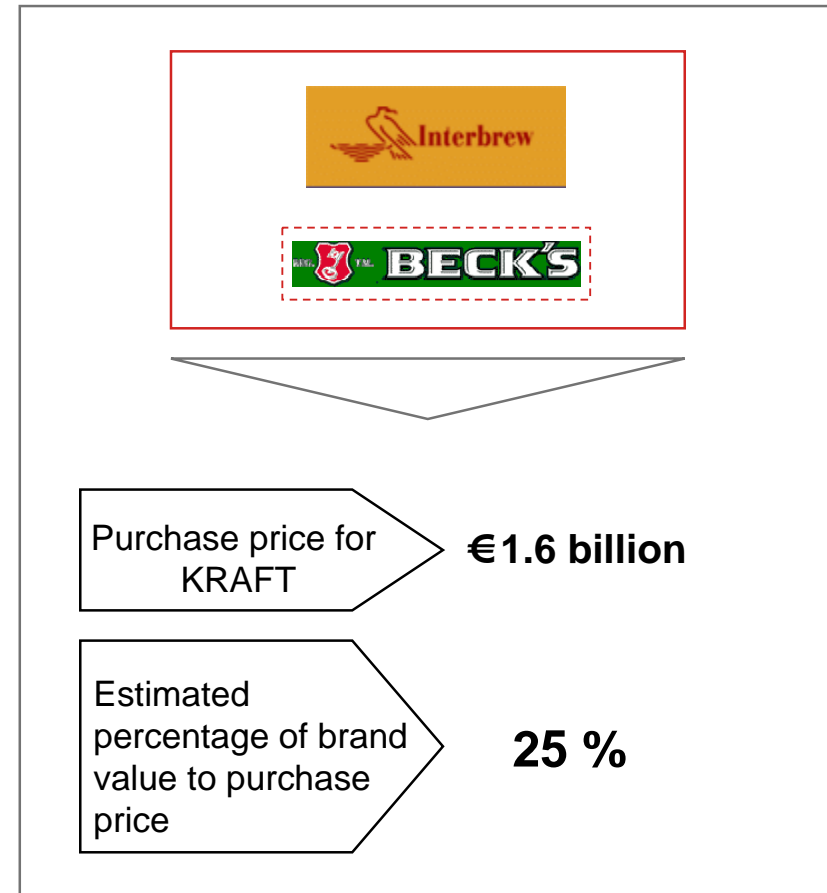 Interbrew
BECK'S
Purchase price for
KRAFT
€1.6 billion
Estimated
percentage of brand
value to purchase
price
25 %